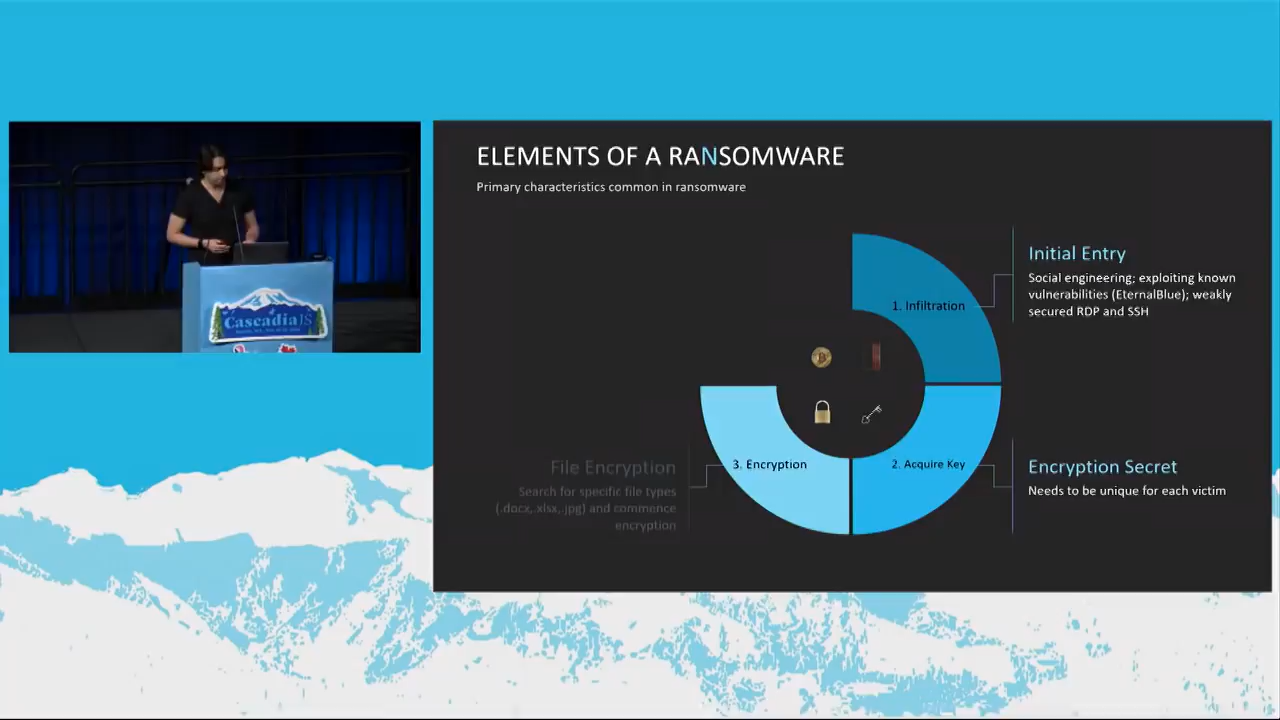 ELEMENTS OF A RANSOMWARE
Primary characteristics common in ransomware
Initial Entry
Social engineering; exploiting known
vulnerabilities (EternalBlue); weakly
secured RDP and SSH
1. Infiltration
File Encryption
Search for specific file types
(.docx,.xlsx,.jpg) and commence
encryption
3. Encryption
2. Acquire Key
Encryption Secret
Needs to be unique for each victim
CascadiaJS